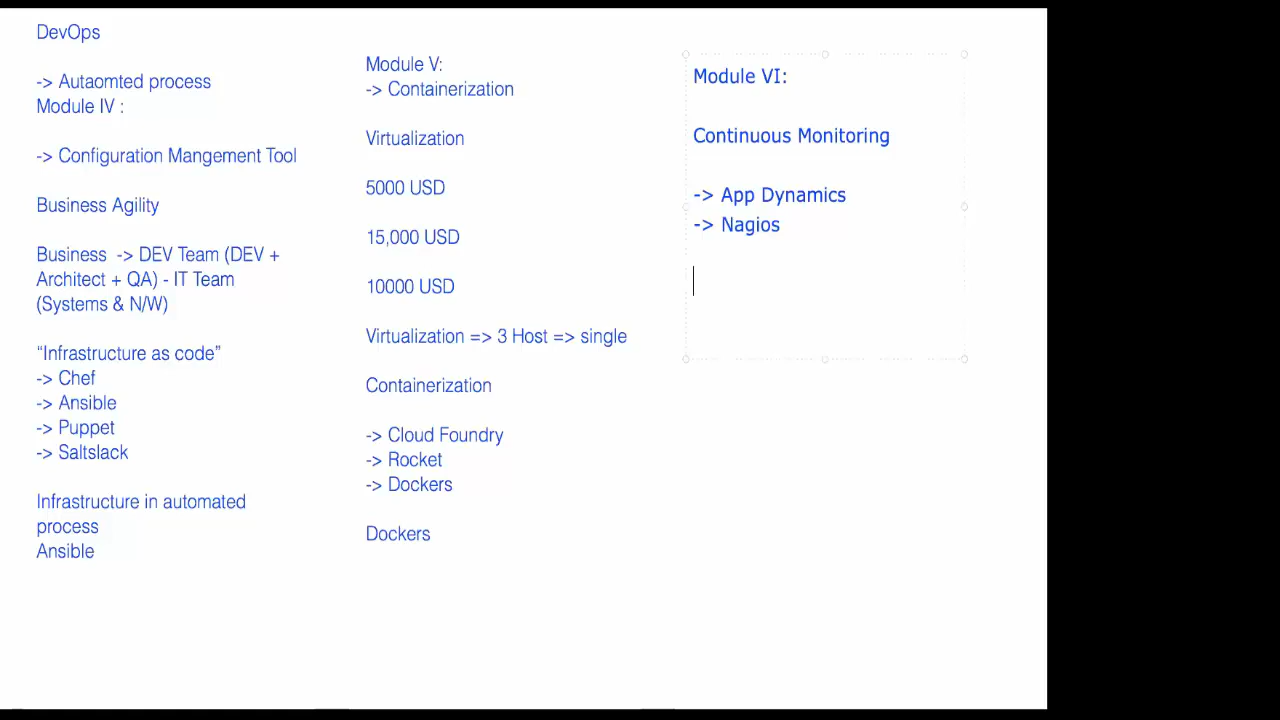 DevOps
-> Autaomted process
Module IV :
-> Configuration Mangement Tool
Business Agility
Business -> DEV Team (DEV +
Architect + QA) - IT Team
(Systems & N/W)
“Infrastructure as code”
-> Chef
-> Ansible
-> Puppet
-> Saltslack
Infrastructure in automated
process
Ansible
Module V:
-> Containerization
Virtualization
5000 USD
15,000 USD
10000 USD
Virtualization => 3 Host => single
Containerization
-> Cloud Foundry
-> Rocket
-> Dockers
Dockers
Module VI:
Continuous Monitoring
-> App Dynamics
-> Nagios